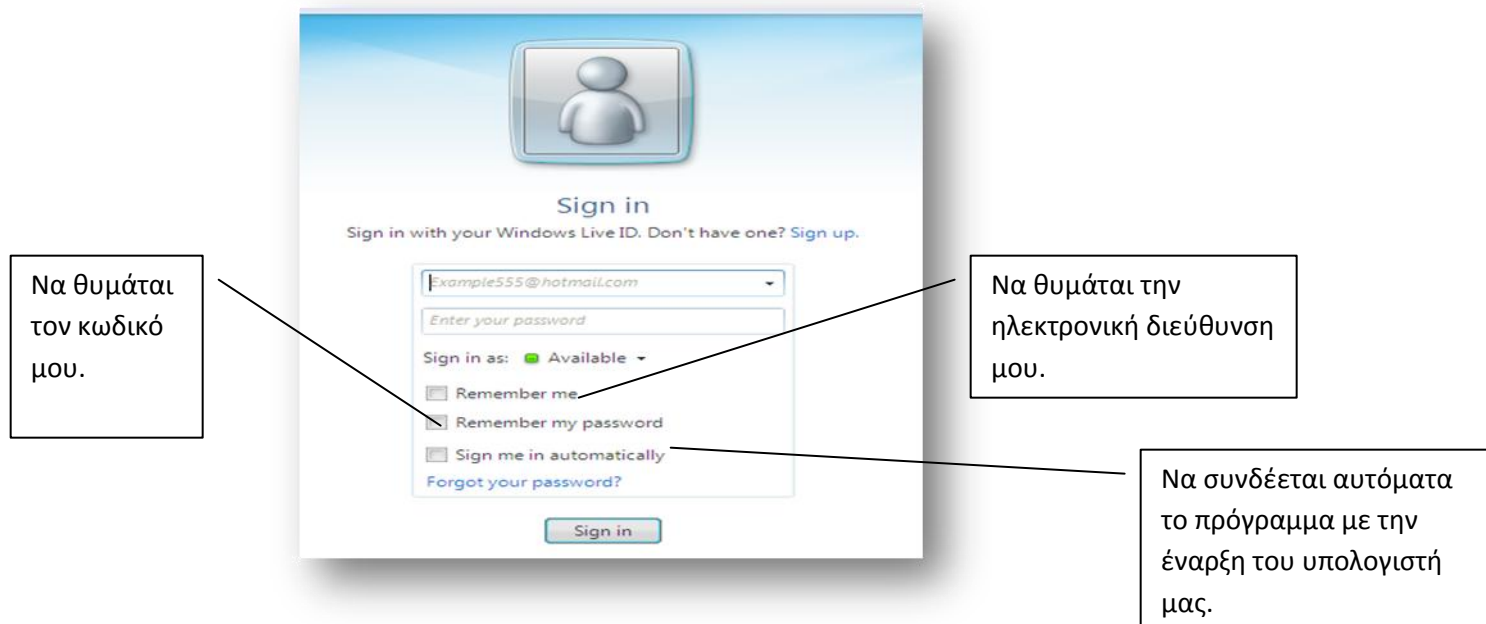 Sign in
Sign in with your Windows Live ID. Don't have one? Sign up.
Example555@hotmail.com
Enter your password
Sign in as: Available
Remember me
Remember my password
Sign me in automatically
Forgot your password?
Sign in
Να θυμάται
τον κωδικό
μου.
Να θυμάται την
ηλεκτρονική διεύθυνση
μου.
Να συνδέεται αυτόματα
το πρόγραμμα με την
έναρξη του υπολογιστή
μας.